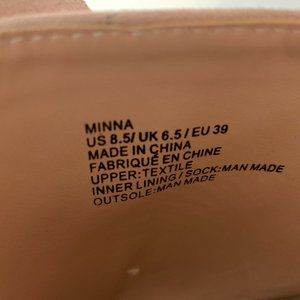 MINNA
US 8.5/ UK 6.5 / EU 39
MADE IN CHINA
FABRIQUÉ EN CHINE
UPPER:TEXTILE
INNER LINING / SOCK:MAN MADE
OUTSOLE:MAN MADE